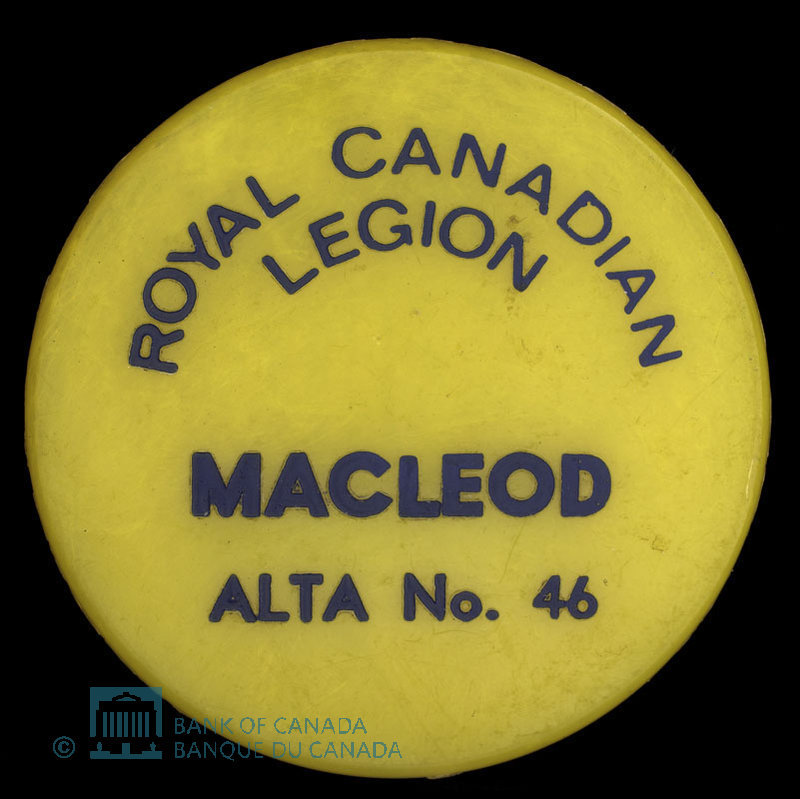 ROYAL CANADIAN
LEGION
MACLEOD
ALTA No. 46
© BANK OF CANADA
BANQUE DU CANADA